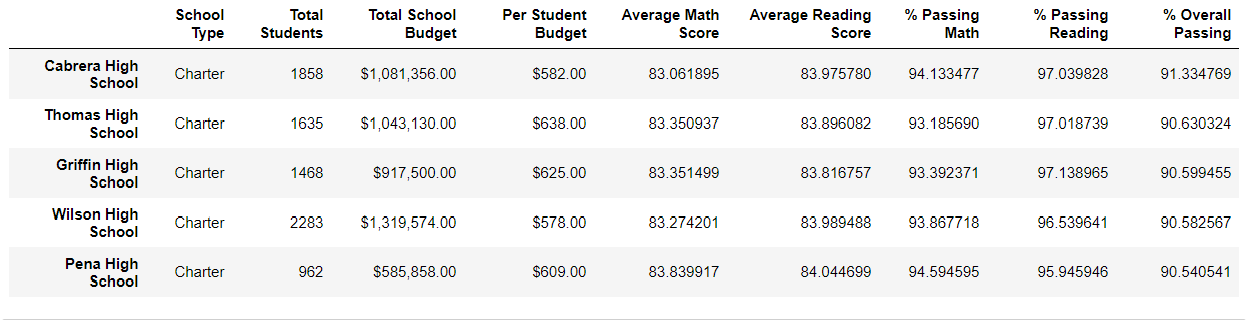 School Type Total Students Total School Budget Per Student Budget Average Math Score Average Reading Score % Passing Math % Passing Reading % Overall Passing
Cabrera High School Charter 1858 $1,081,356.00 $582.00 83.061895 83.975780 94.133477 97.039828 91.334769
Thomas High School Charter 1635 $1,043,130.00 $638.00 83.350937 83.896082 93.185690 97.018739 90.630324
Griffin High School Charter 1468 $917,500.00 $625.00 83.351499 83.816757 93.392371 97.138965 90.599455
Wilson High School Charter 2283 $1,319,574.00 $578.00 83.274201 83.989488 93.867718 96.539641 90.582567
Pena High School Charter 962 $585,858.00 $609.00 83.839917 84.044699 94.594595 95.945946 90.540541